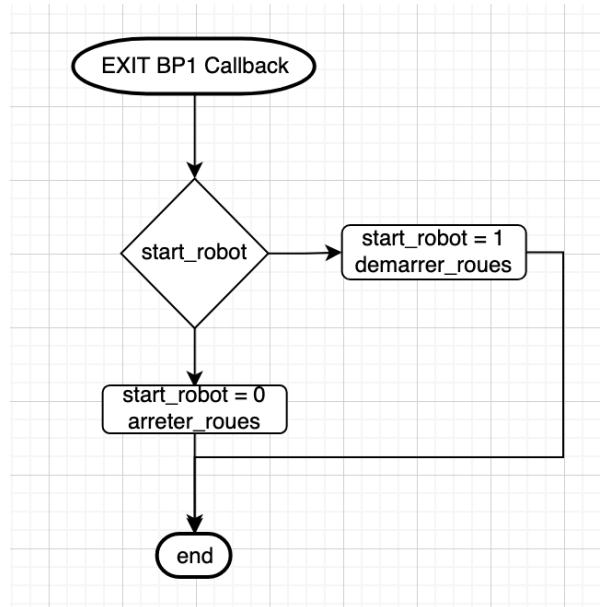 EXIT BP1 Callback
start_robot
start_robot = 1
demarrer_roues
start_robot = 0
arreter_roues
end